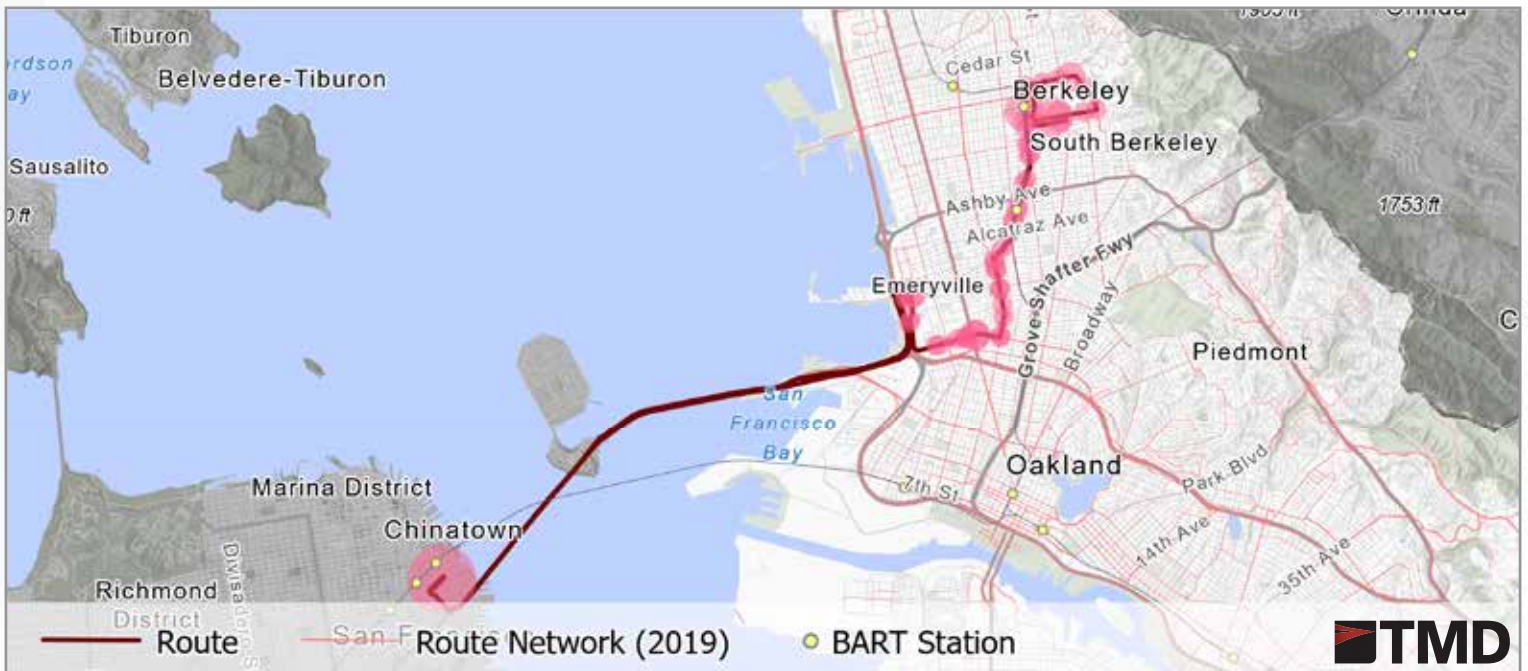 Tiburon
Belvedere-Tiburon
Sausalito
Cedar St
Berkeley
South Berkeley
Ashby Ave
Alcatraz Ave
1753 ft
Emeryville
Grove-Shafter-Fwy
Broadway
Piedmont
San
Francisco
Bay
Marina District
Chinatown
Oakland
7th St
Park Blvd
14th Ave
35th Ave
Richmond
District
Route
Route Network (2019)
BART Station
TMD